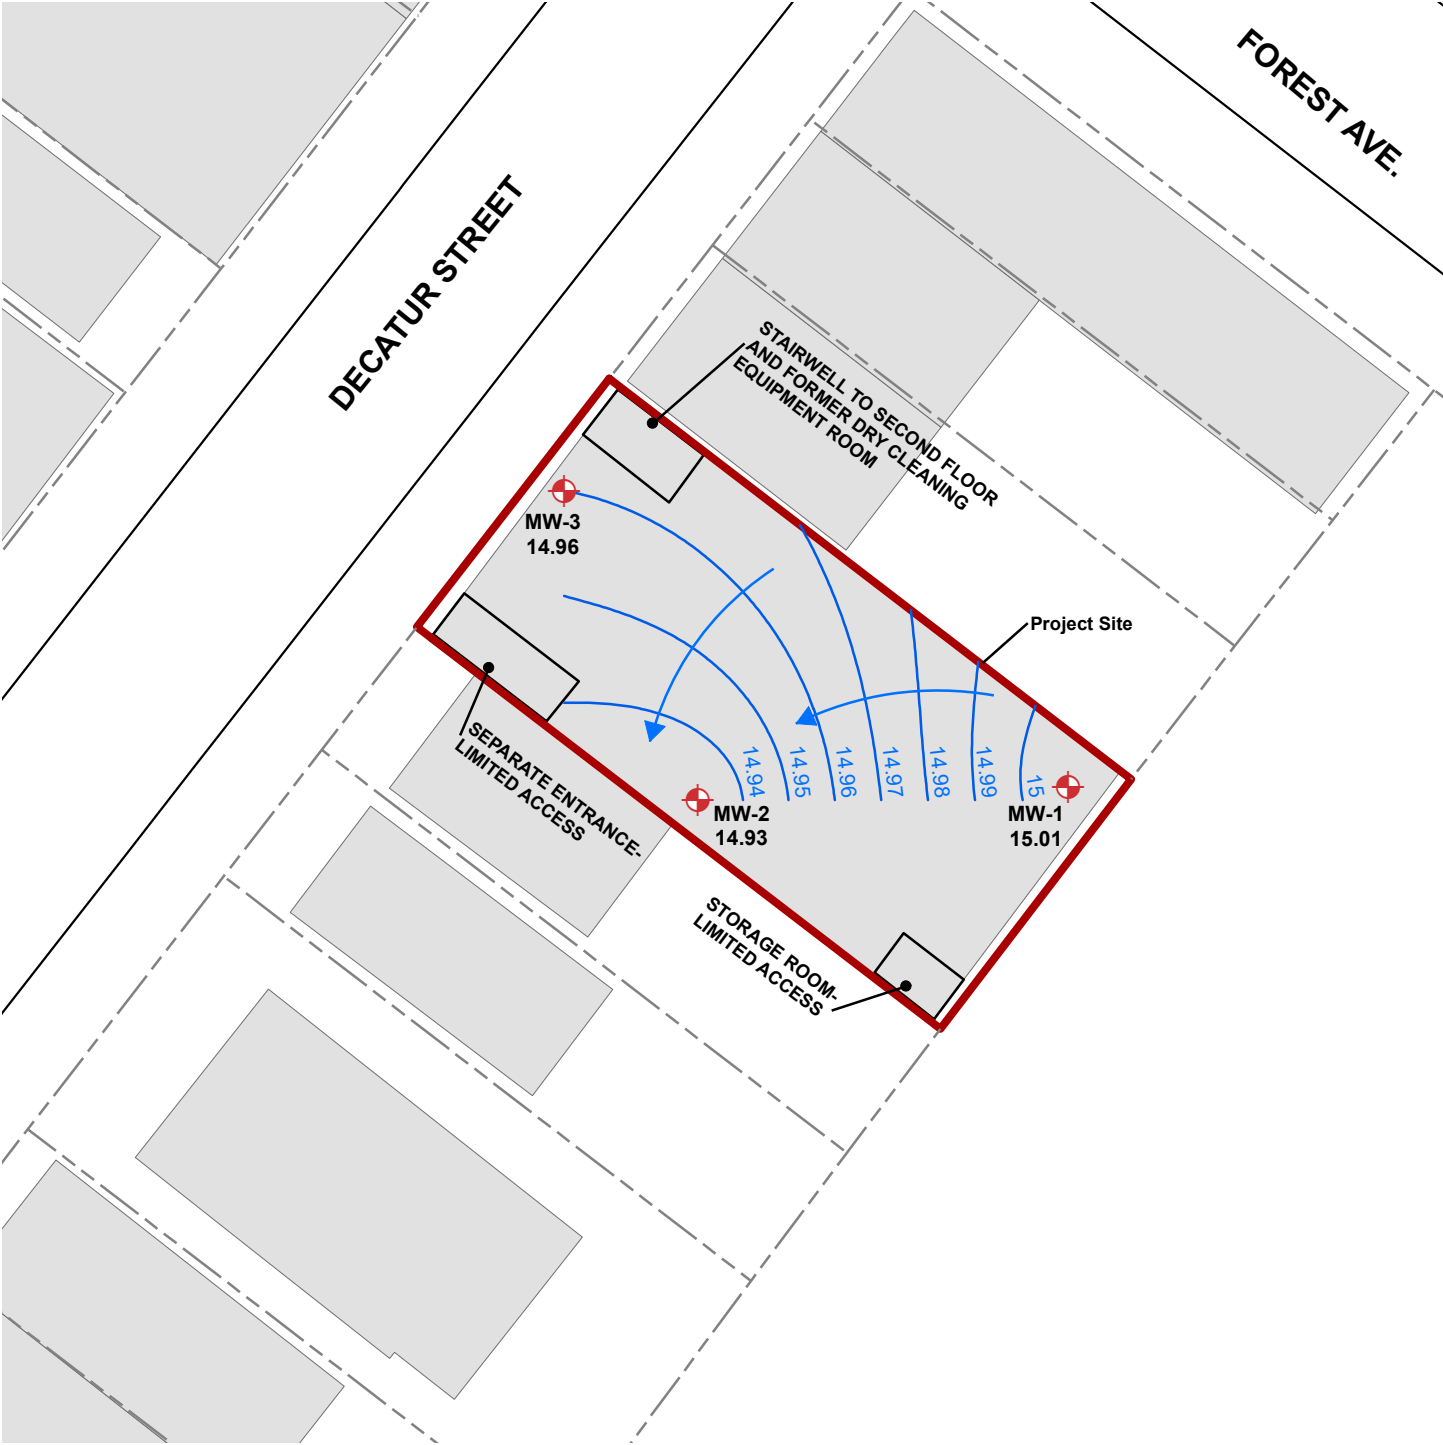 FOREST AVE.
DECATUR STREET
STAIRWELL TO SECOND FLOOR
AND FORMER DRY CLEANING
EQUIPMENT ROOM
MW-3
14.96
Project Site
SEPARATE ENTRANCE-
LIMITED ACCESS
14.94
14.95
14.96
14.97
14.98
14.99
15
MW-2
14.93
MW-1
15.01
STORAGE ROOM-
LIMITED ACCESS